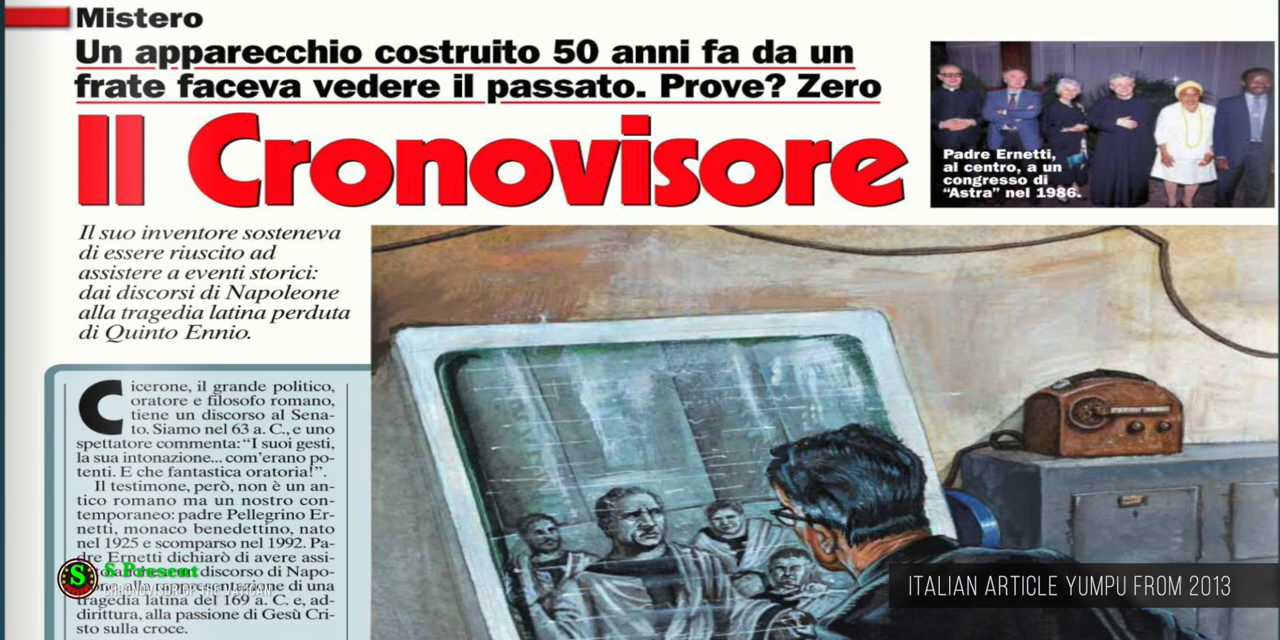 Mistero
Un apparecchio costruito 50 anni fa da un
frate faceva vedere il passato. Prove? Zero
Il Cronovisore
Padre Ernetti,
al centro, a un
congresso di
“Astra” nel 1986.
Il suo inventore sosteneva
di essere riuscito ad
assistere a eventi storici:
dai discorsi di Napoleone
alla tragedia latina perduta
di Quinto Ennio.
Cicerone, il grande politico,
oratore e filosofo romano,
tiene un discorso al Sena-
to. Siamo nel 63 a. C., e uno
spettatore commenta: “I suoi gesti,
la sua intonazione... com’erano po-
tenti. E che fantastica oratoria!”.
Il testimone, però, non è un an-
tico romano ma un nostro con-
temporaneo: padre Pellegrino Er-
netti, monaco benedettino, nato
nel 1925 e scomparso nel 1992. Pa-
dre Ernetti dichiarò di avere assi-
discorso di Napo-
di una
tragedia latina del 169 a. C. e, ad-
dirittura, alla passione di Gesù Cri-
sto sulla croce.
S
S Present
CHRONOVISOR OF THE VATICAN
ITALIAN ARTICLE YUMPU FROM 2013